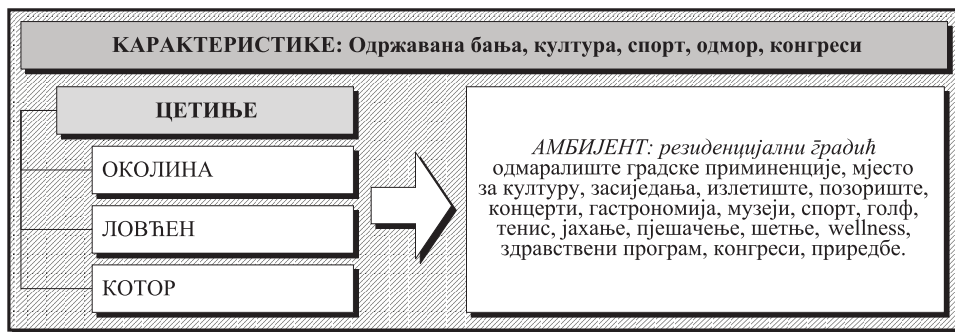 КАРАКТЕРИСТИКЕ: Одржавана бања, култура, спорт, одмор, конгреси
ЦЕТИЊЕ
ОКОЛИНА
ЛОВЋЕН
КОТОР
АМБИЈЕНТ: резиденцијални градић
одмаралиште градске приминенције, мјесто
за културу, засиједања, излетиште, позориште,
концерти, гастрономија, музеји, спорт, голф,
тенис, јахање, пјешачење, шетње, wellness,
здравствени програм, конгреси, приредбе.